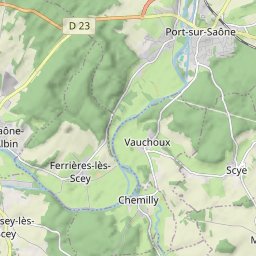 D 23
Port-sur-Saône
aône-
Albin
Vauchoux
Ferrières-lès-
Scey
Scye
Chemilly
sey-lès-
cey
M